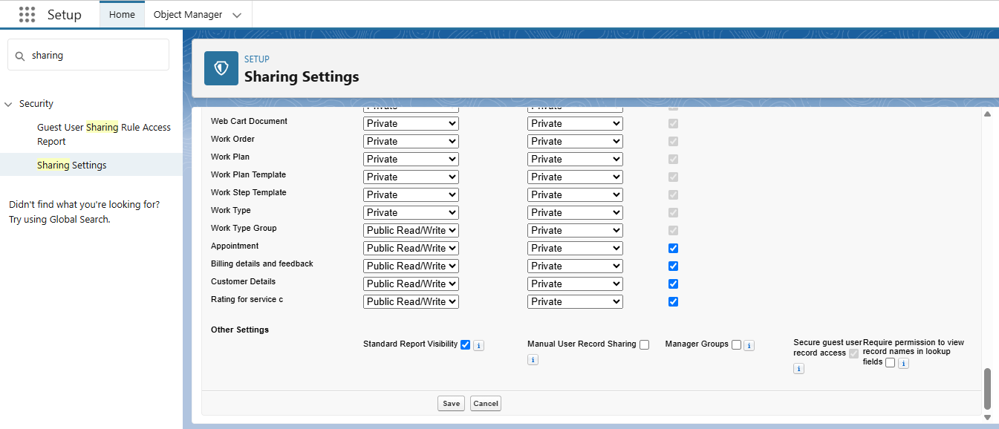 Setup
Home
Object Manager
sharing
SETUP
Sharing Settings
Security
Guest User Sharing Rule Access
Report
Sharing Settings
Didn't find what you're looking for?
Try using Global Search.
Private Private
Web Cart Document Private Private
Work Order Private Private
Work Plan Private Private
Work Plan Template Private Private
Work Step Template Private Private
Work Type Private Private
Work Type Group Public Read/Write Private
Appointment Public Read/Write Private
Billing details and feedback Public Read/Write Private
Customer Details Public Read/Write Private
Rating for service c Public Read/Write Private
Other Settings
Standard Report Visibility i
Manual User Record Sharing
i
Manager Groups i
Secure guest user
record access
i
Require permission to view
record names in lookup
fields i
Save Cancel